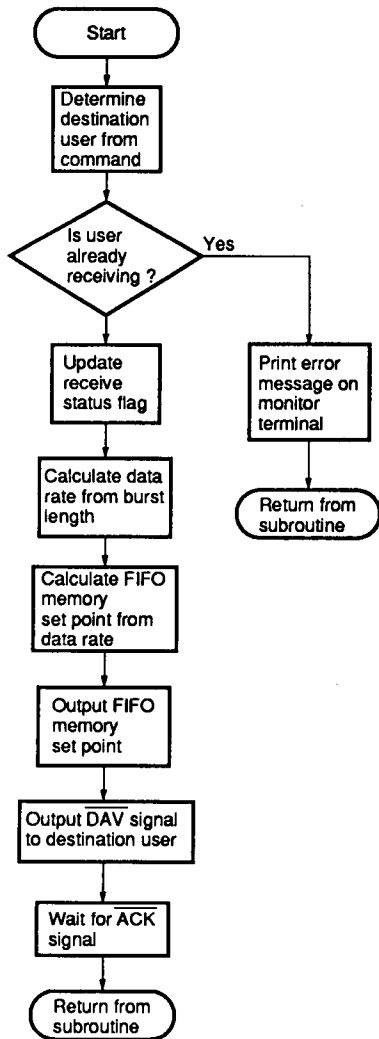 Start
Determine
destination
user from
command
Is user
already
receiving ?
Yes
Update
receive
status flag
Print error
message on
monitor
terminal
Calculate data
rate from burst
length
Return from
subroutine
Calculate FIFO
memory
set point from
data rate
Output FIFO
memory
set point
Output D̅A̅V̅ signal
to destination user
Wait for A̅C̅K̅
signal
Return from
subroutine